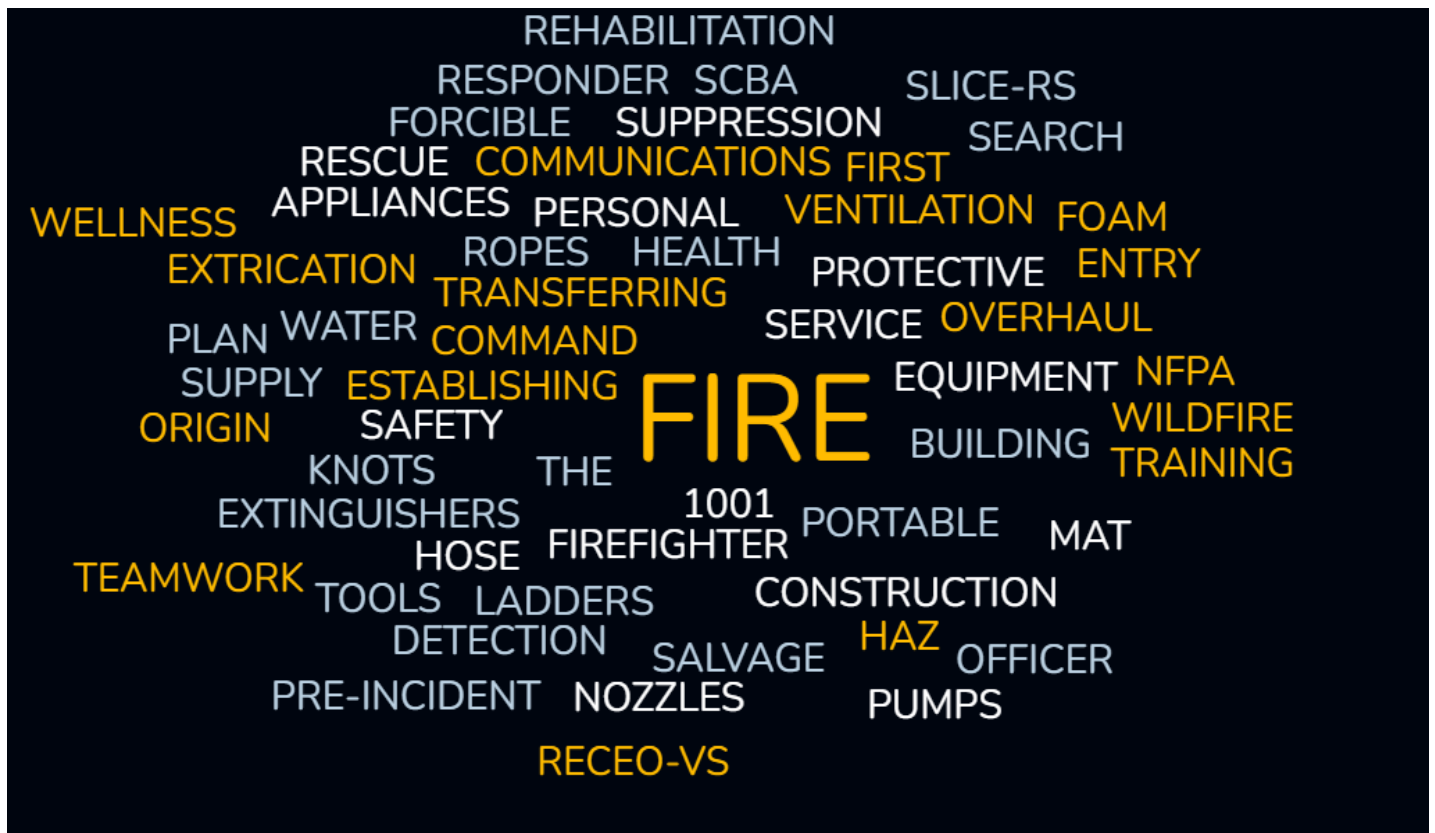 REHABILITATION
RESPONDER SCBA SLICE-RS
FORCIBLE SUPPRESSION SEARCH
RESCUE COMMUNICATIONS FIRST
APPLIANCES PERSONAL VENTILATION FOAM
WELLNESS
ROPES HEALTH
EXTRICATION PROTECTIVE ENTRY
TRANSFERRING
PLAN WATER COMMAND SERVICE OVERHAUL
SUPPLY ESTABLISHING FIRE EQUIPMENT NFPA
ORIGIN SAFETY WILDFIRE
BUILDING TRAINING
KNOTS THE
EXTINGUISHERS 1001 PORTABLE
HOSE FIREFIGHTER MAT
TEAMWORK
TOOLS LADDERS CONSTRUCTION
DETECTION SALVAGE HAZ OFFICER
PRE-INCIDENT NOZZLES PUMPS
RECEO-VS